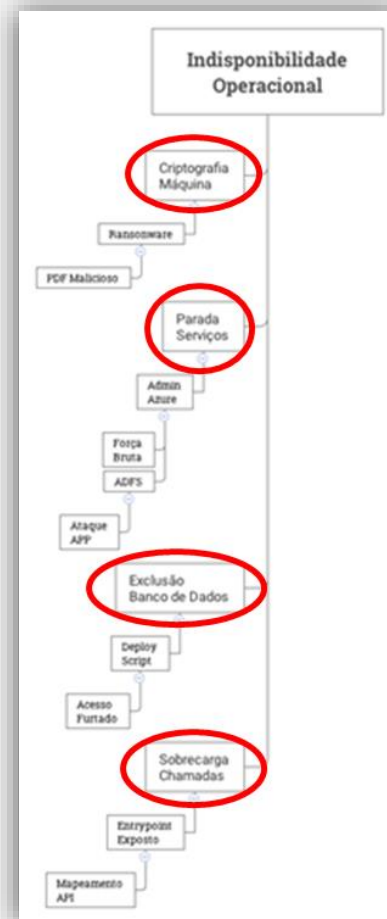 Indisponibilidade
Operacional
Criptografia
Máquina
Ransonware
PDF Malicioso
Parada
Serviços
Admin
Azure
Força
Bruta
ADFS
Ataque
APP
Exclusão
Banco de Dados
Deploy
Script
Acesso
Furtado
Sobrecarga
Chamadas
Entrypoint
Exposto
Mapeamento
API